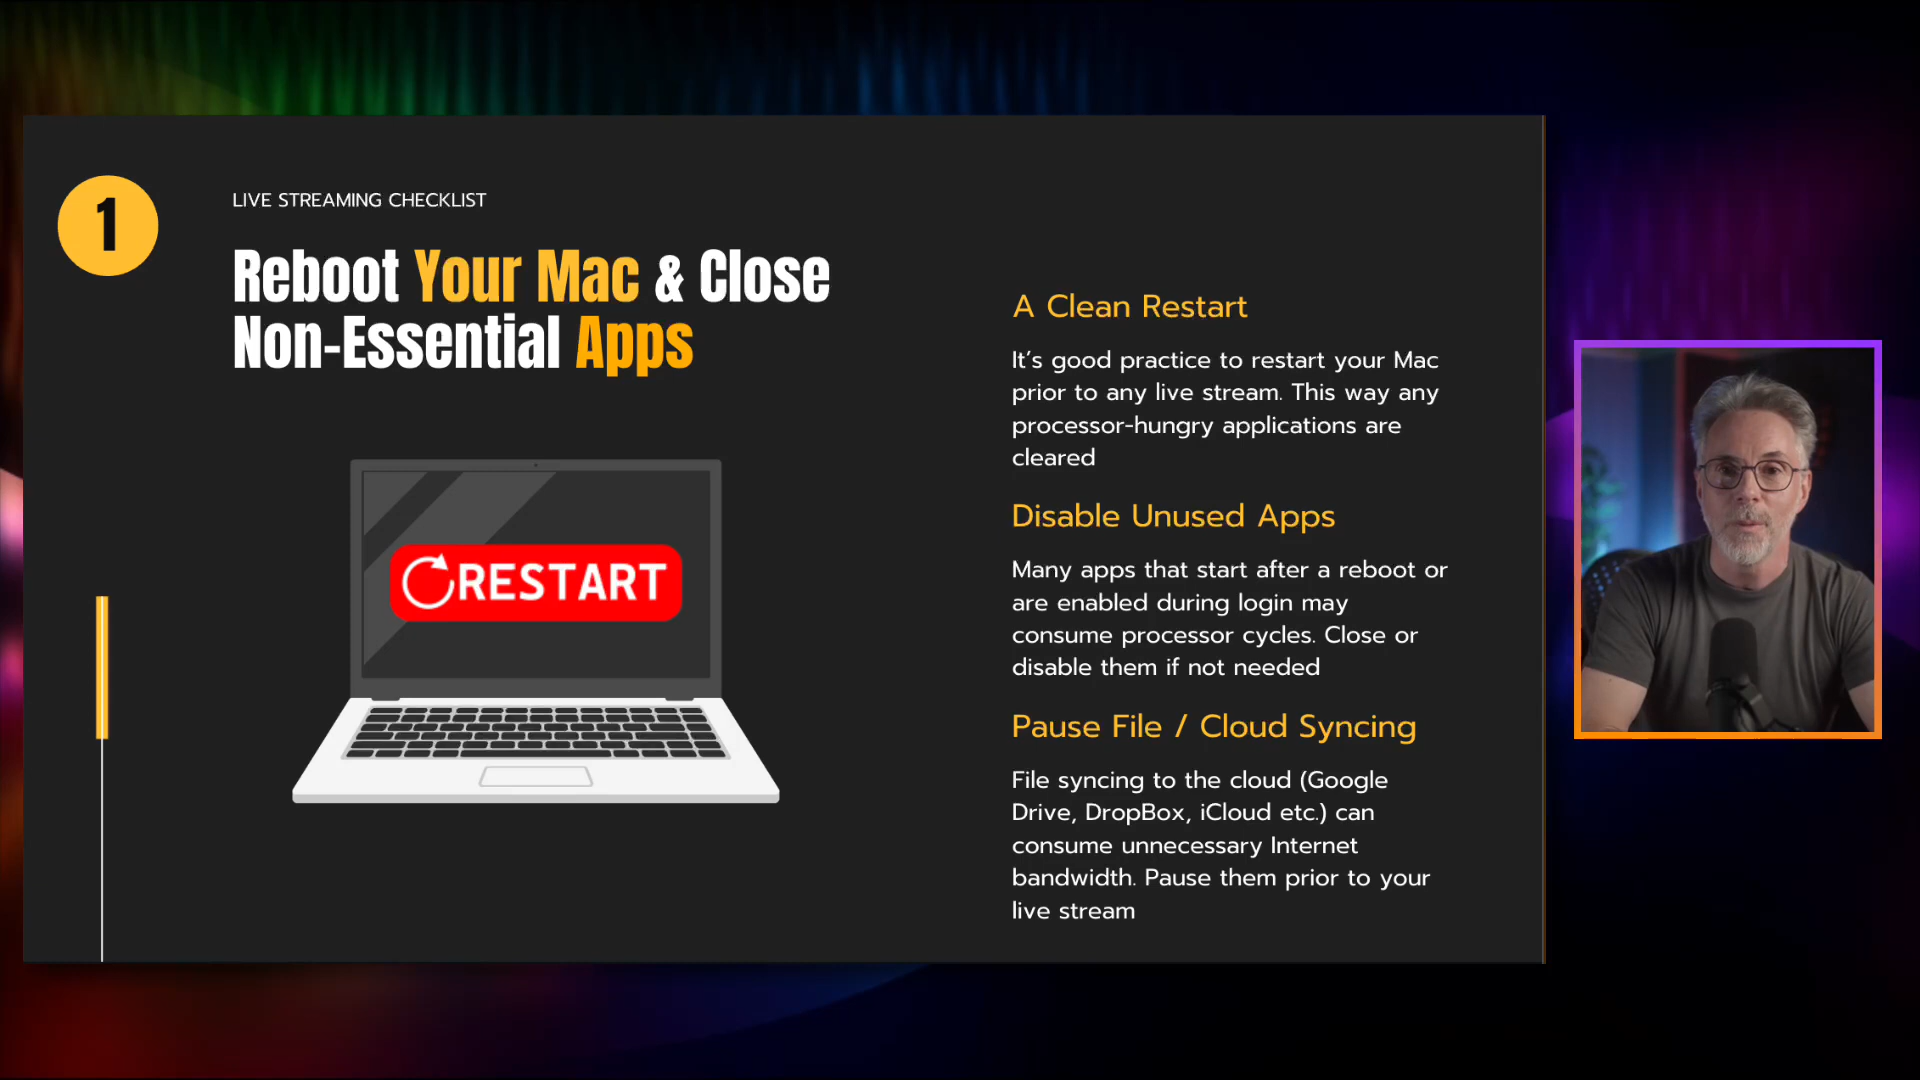 1
LIVE STREAMING CHECKLIST
Reboot Your Mac & Close
Non-Essential Apps
RESTART
A Clean Restart
It's good practice to restart your Mac
prior to any live stream. This way any
processor-hungry applications are
cleared
Disable Unused Apps
Many apps that start after a reboot or
are enabled during login may
consume processor cycles. Close or
disable them if not needed
Pause File / Cloud Syncing
File syncing to the cloud (Google
Drive, DropBox, iCloud etc.) can
consume unnecessary Internet
bandwidth. Pause them prior to your
live stream